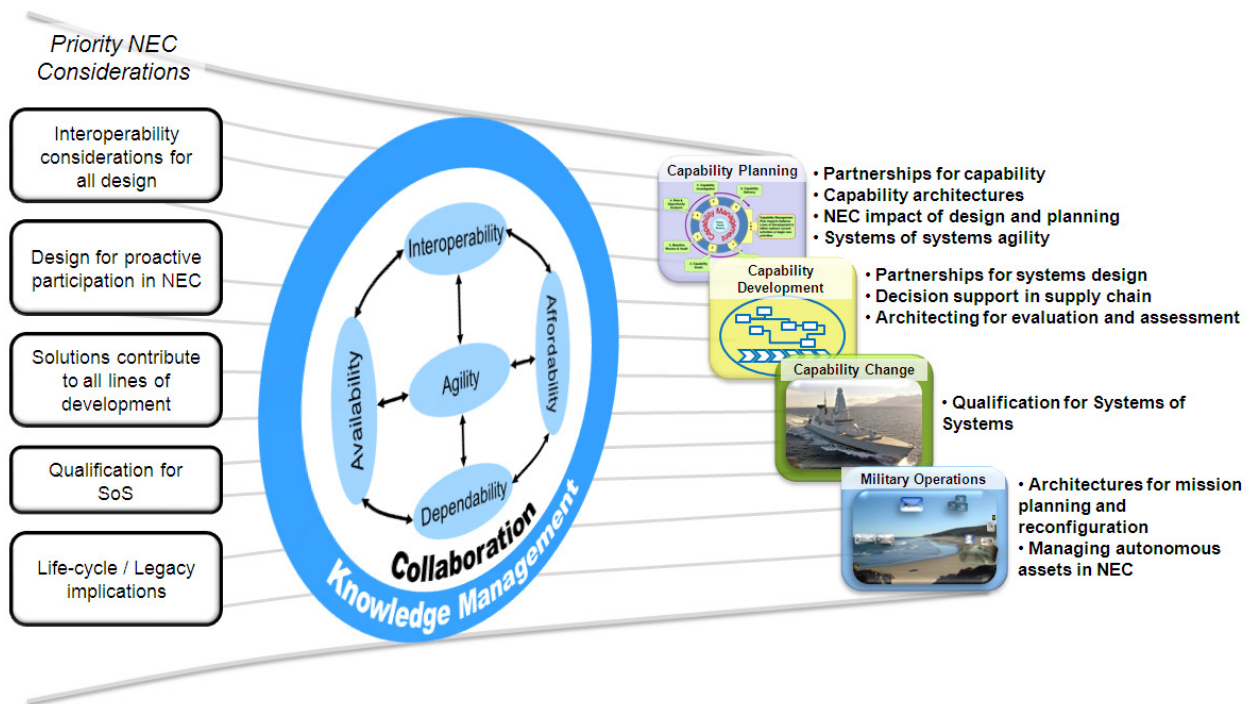 Priority NEC
Considerations
Interoperability
considerations for
all design
Design for proactive
participation in NEC
Solutions contribute
to all lines of
development
Qualification for
SoS
Life-cycle / Legacy
implications
Interoperability
Affordability
Agility
Availability
Dependability
Collaboration
Knowledge Management
Capability Planning
Capability Management
• Partnerships for capability
• Capability architectures
• NEC impact of design and planning
• Systems of systems agility
Capability
Development
• Partnerships for systems design
• Decision support in supply chain
• Architecting for evaluation and assessment
Capability Change
• Qualification for Systems of
Systems
Military Operations
• Architectures for mission
planning and
reconfiguration
• Managing autonomous
assets in NEC